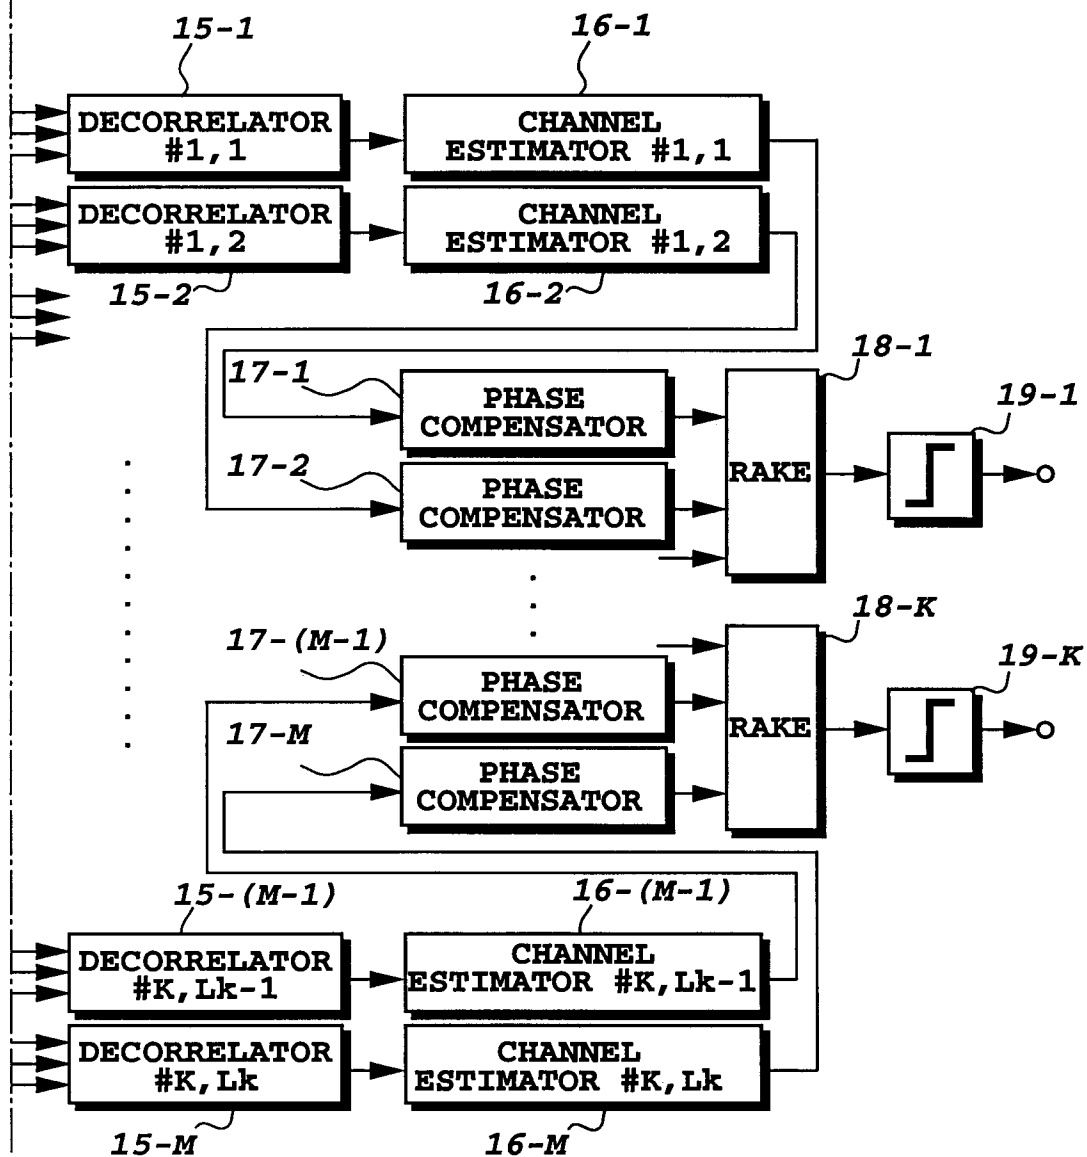 15-1
16-1
DECORRELATOR
#1,1
CHANNEL
ESTIMATOR #1,1
DECORRELATOR
#1,2
CHANNEL
ESTIMATOR #1,2
15-2
16-2
17-1
PHASE
COMPENSATOR
18-1
19-1
17-2
PHASE
COMPENSATOR
RAKE
17-(M-1)
PHASE
COMPENSATOR
18-K
19-K
17-M
PHASE
COMPENSATOR
RAKE
15-(M-1)
16-(M-1)
DECORRELATOR
#K,Lk-1
CHANNEL
ESTIMATOR #K,Lk-1
DECORRELATOR
#K,Lk
CHANNEL
ESTIMATOR #K,Lk
15-M
16-M